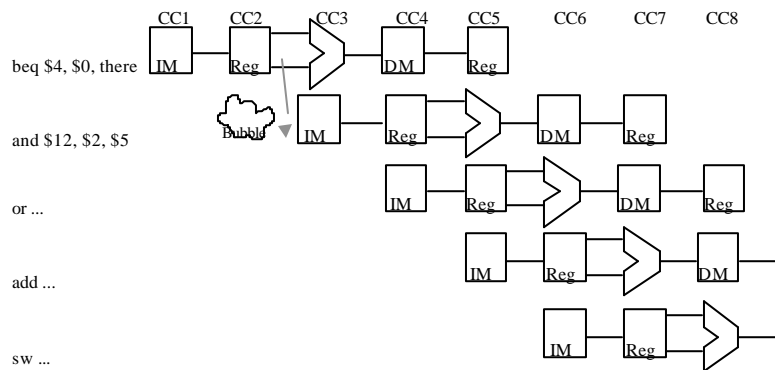 CC1 CC2 CC3 CC4 CC5 CC6 CC7 CC8
beq $4, $0, there IM Reg DM Reg
and $12, $2, $5 Bubble IM Reg DM Reg
or ... IM Reg DM Reg
add ... IM Reg DM
sw ... IM Reg